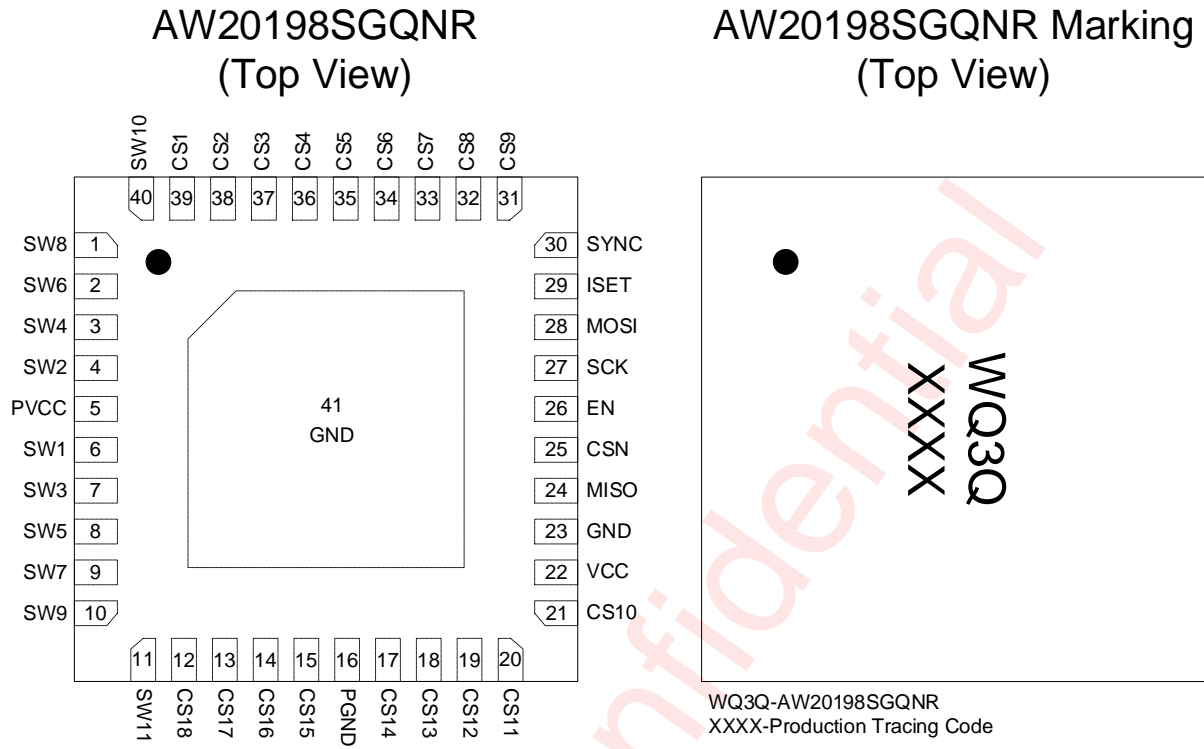 AW20198SGQNR
(Top View)
AW20198SGQNR Marking
(Top View)
SW10
CS1
CS2
CS3
CS4
CS5
CS6
CS7
CS8
CS9
40
39
38
37
36
35
34
33
32
31
SW8 1
SW6 2
SW4 3
SW2 4
PVCC 5
SW1 6
SW3 7
SW5 8
SW7 9
SW9 10
41
GND
30 SYNC
29 ISET
28 MOSI
27 SCK
26 EN
25 CSN
24 MISO
23 GND
22 VCC
21 CS10
11
12
13
14
15
16
17
18
19
20
SW11
CS18
CS17
CS16
CS15
PGND
CS14
CS13
CS12
CS11
WQ3Q
XXXX
WQ3Q-AW20198SGQNR
XXXX-Production Tracing Code
nfidential